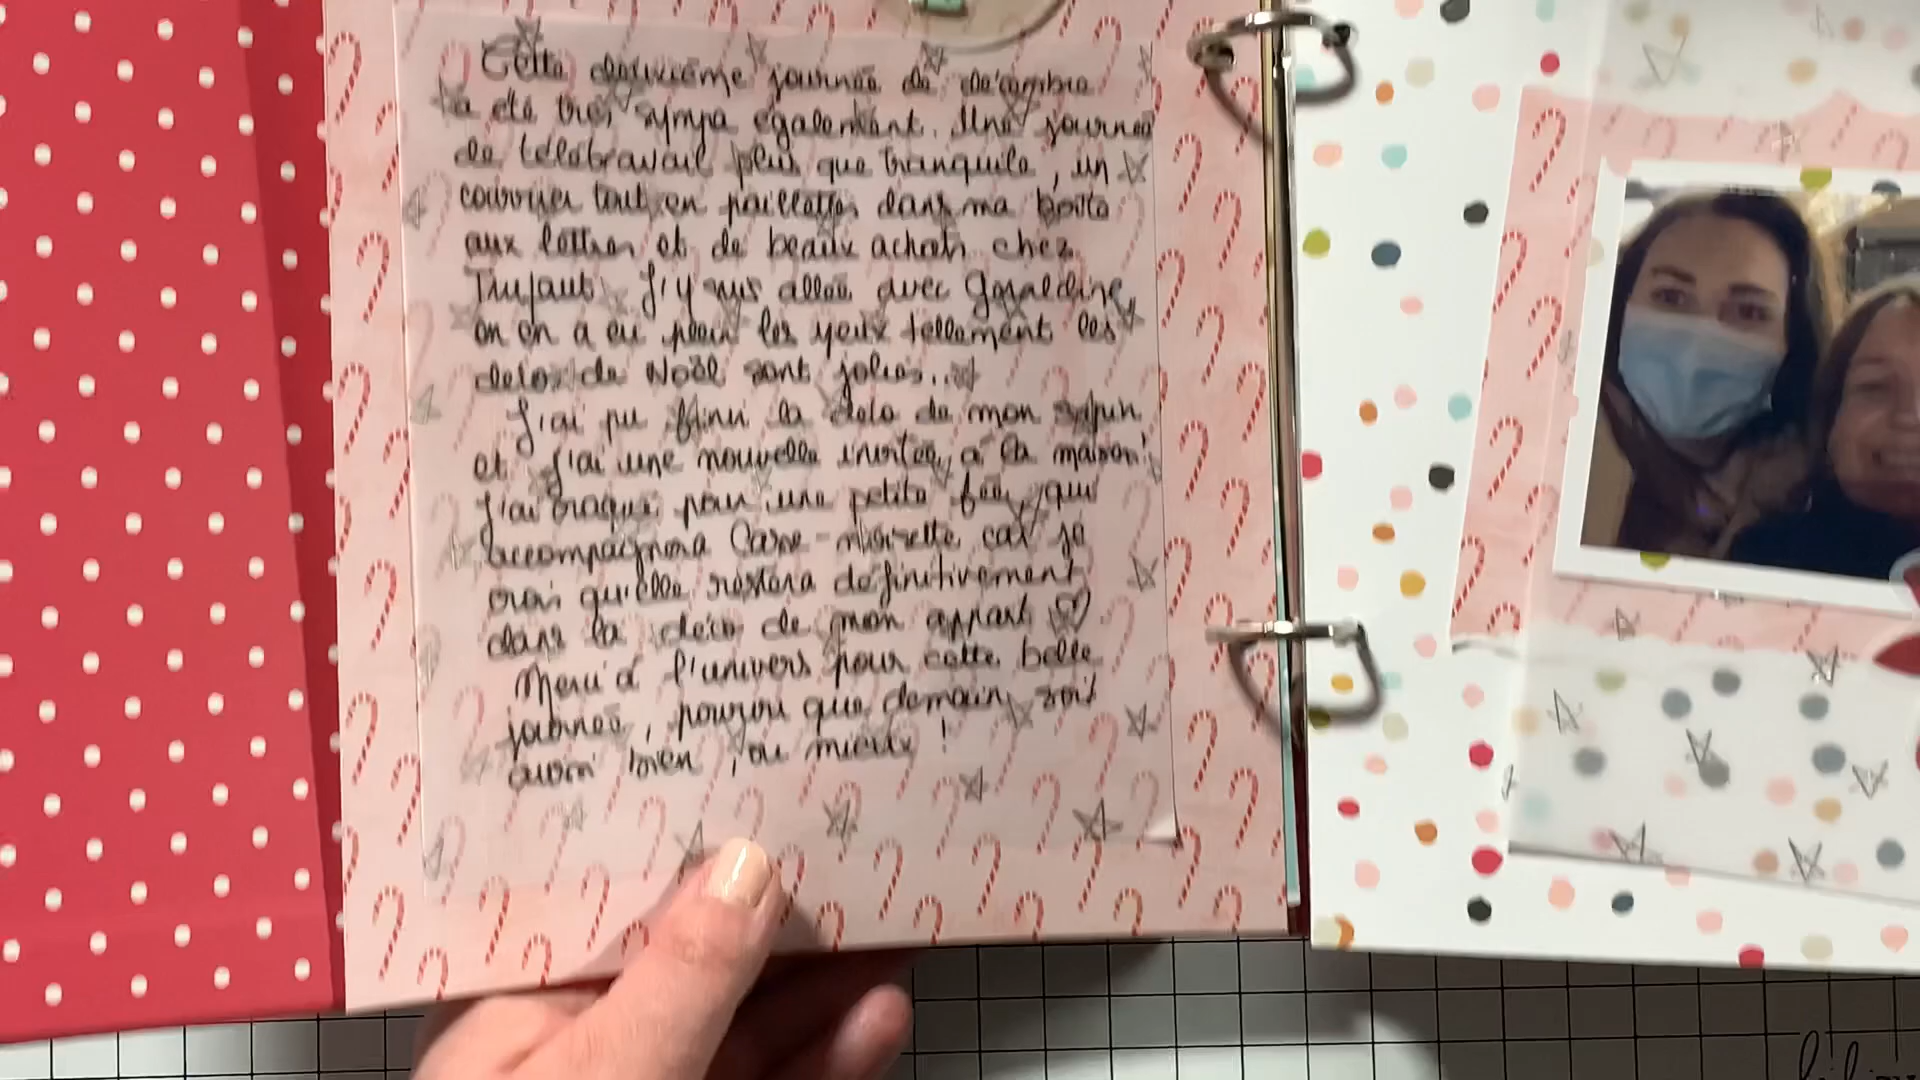 Cette deuxième journée de décembre
a été très sympa également. Une journée
de télétravail plus que tranquile, un
courrier tout en paillettes dans ma boîte
aux lettres et de beaux achats chez
Trufaut. J'y suis allée avec Géraldine,
on en a eu plein les yeux tellement les
décos de Noël sont jolies...
J'ai pu finir la déco de mon sapin
et j'ai une nouvelle invitée à la maison!
J'ai craqué pour une petite fée qui
accompagnera Casse-noisette car je
crois qu'elle restera définitivement
dans la déco de mon appart ♡
Merci à l'univers pour cette belle
journée, pourvu que demain soit
aussi bien, ou mieux !